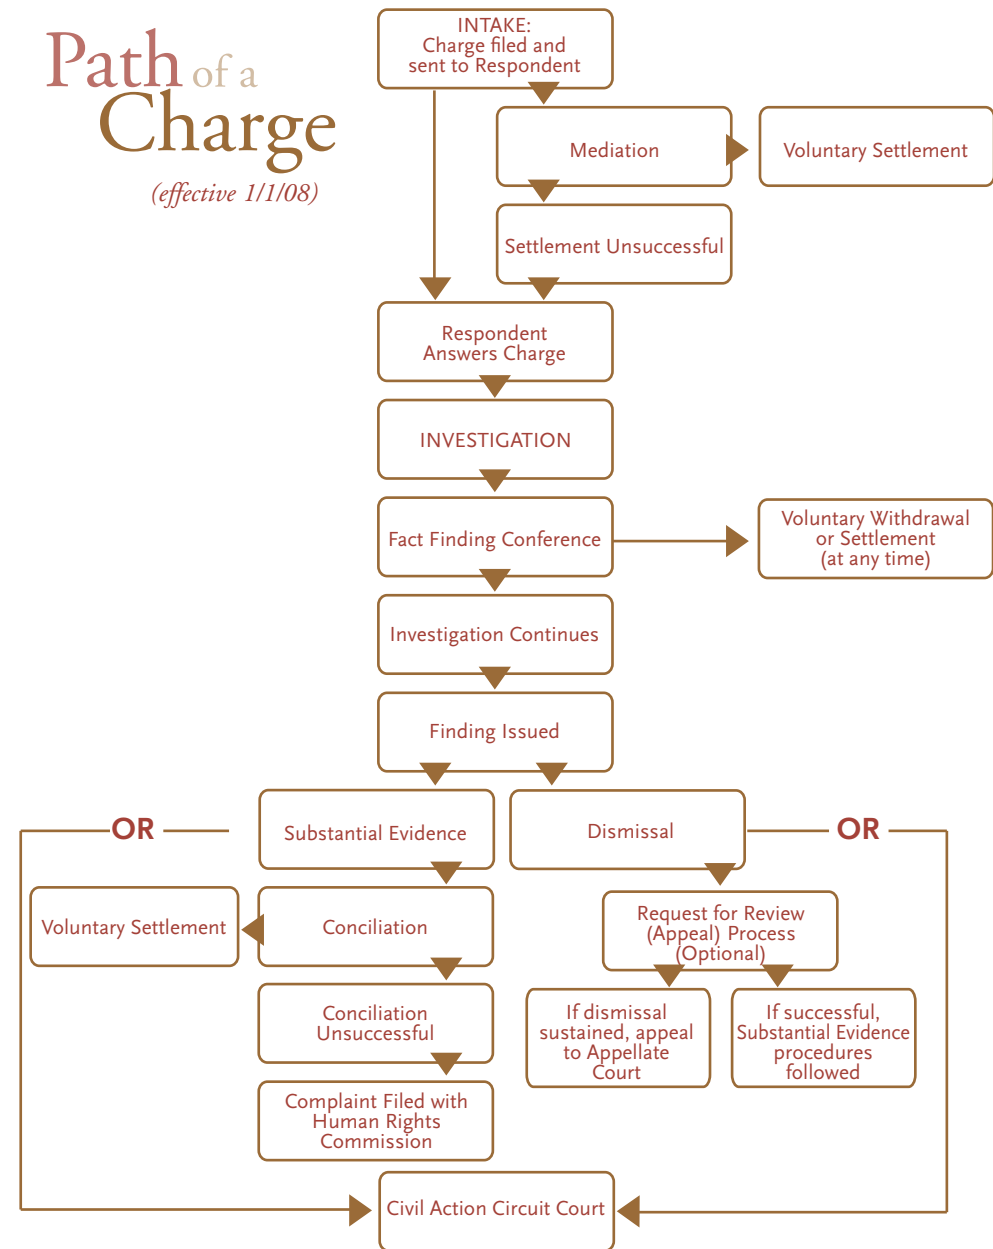 Path of a
Charge
(effective 1/1/08)
INTAKE:
Charge filed and
sent to Respondent
Mediation
Voluntary Settlement
Settlement Unsuccessful
Respondent
Answers Charge
INVESTIGATION
Fact Finding Conference
Voluntary Withdrawal
or Settlement
(at any time)
Investigation Continues
Finding Issued
OR
Substantial Evidence
Dismissal
OR
Voluntary Settlement
Conciliation
Request for Review
(Appeal) Process
(Optional)
Conciliation
Unsuccessful
If dismissal
sustained, appeal
to Appellate
Court
If successful,
Substantial Evidence
procedures
followed
Complaint Filed with
Human Rights
Commission
Civil Action Circuit Court